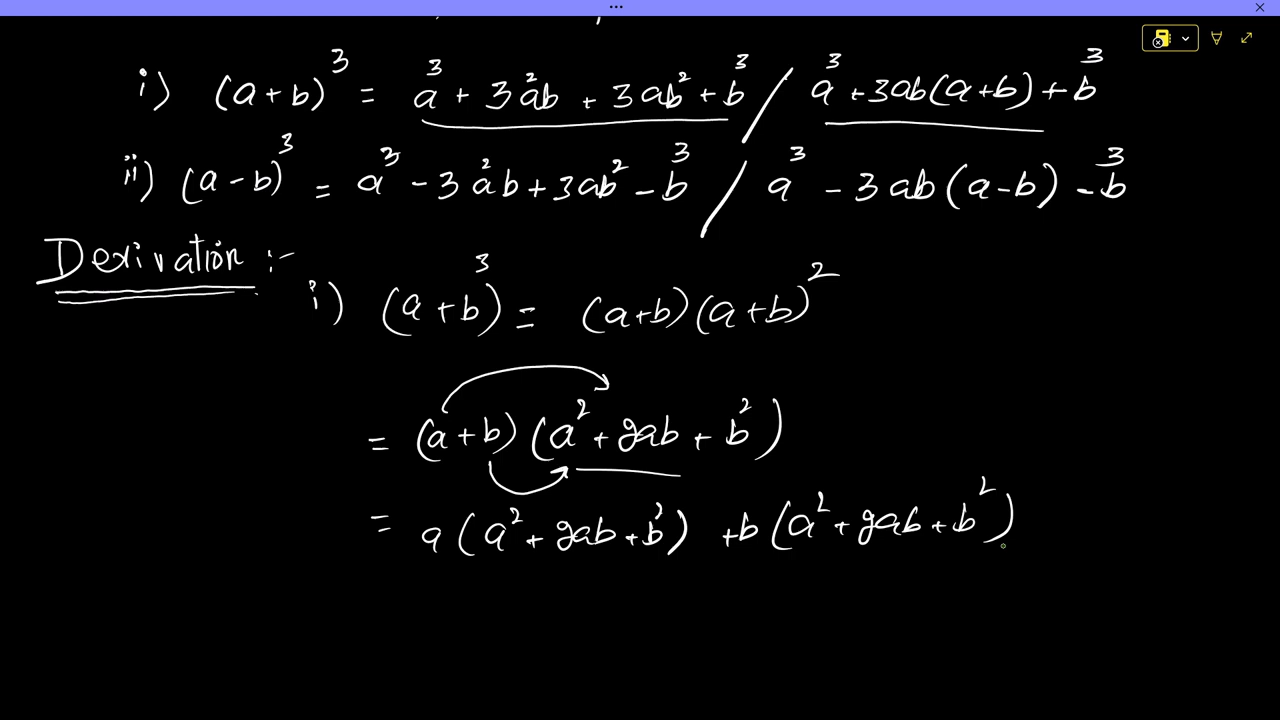 i) (a+b)³ = a³ + 3a²b + 3ab² + b³ / a³ + 3ab(a+b) + b³
ii) (a-b)³ = a³ - 3a²b + 3ab² - b³ / a³ - 3ab(a-b) - b³
Derivation :-
i) (a+b)³ = (a+b)(a+b)²
= (a+b)(a² + 2ab + b²)
= a(a² + 2ab + b²) + b(a² + 2ab + b²)